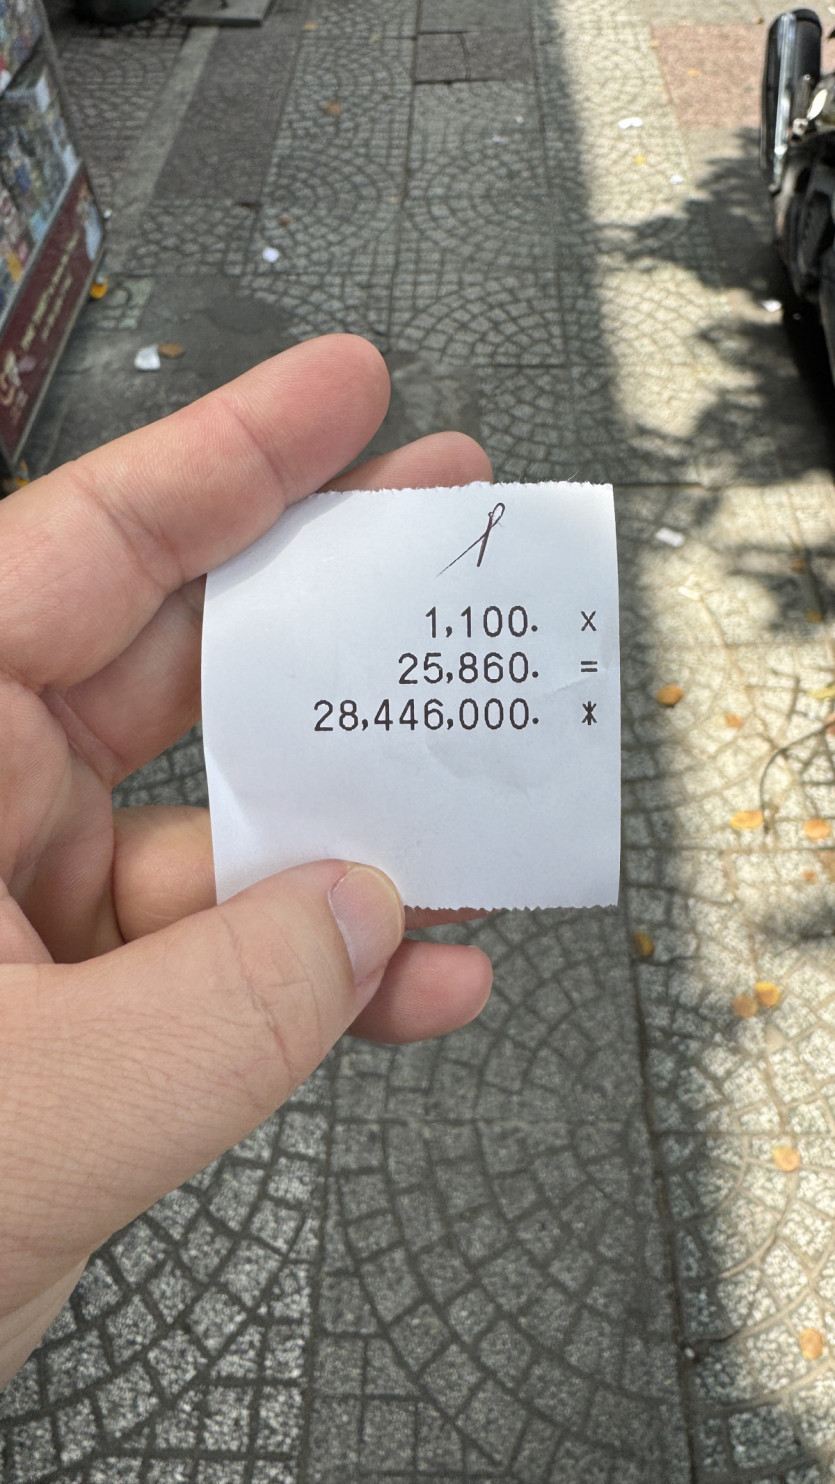 1,100. x
25,860. =
28,446,000. *